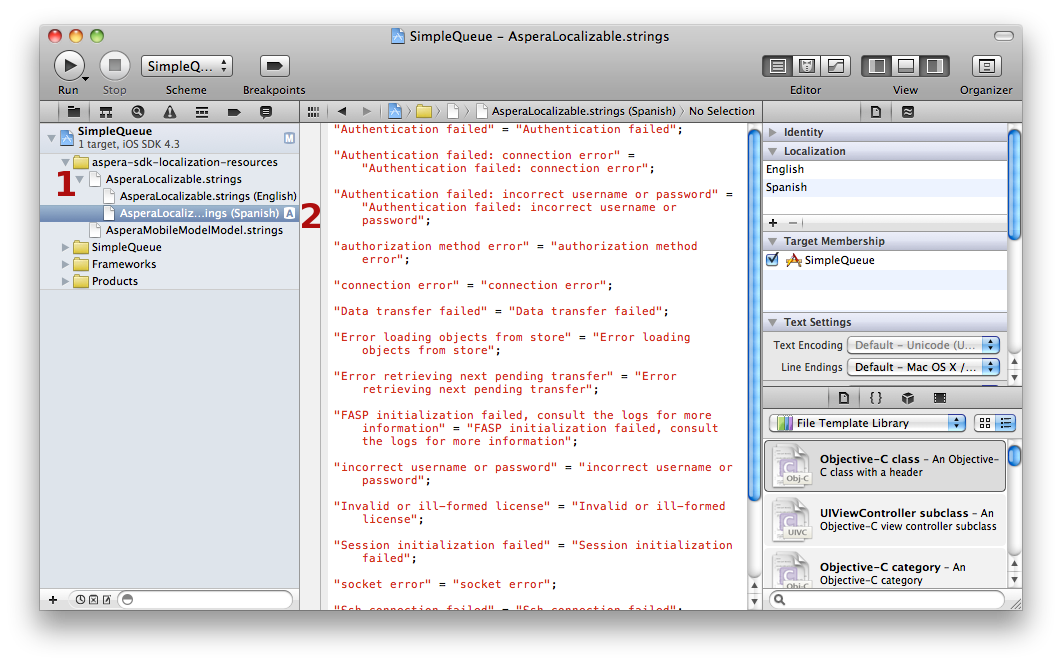 SimpleQueue – AsperaLocalizable.strings
SimpleQ...
Run
Stop
Scheme
Breakpoints
Editor
View
Organizer
AsperaLocalizable.strings (Spanish)
No Selection
SimpleQueue
M
1 target, iOS SDK 4.3
aspera-sdk-localization-resources
1
AsperaLocalizable.strings
AsperaLocalizable.strings (English)
AsperaLocaliz...ings (Spanish)
A
2
AsperaMobileModelModel.strings
SimpleQueue
Frameworks
Products
"Authentication failed" = "Authentication failed";
"Authentication failed: connection error" =
"Authentication failed: connection error";
"Authentication failed: incorrect username or password" =
"Authentication failed: incorrect username or
password";
"authorization method error" = "authorization method
error";
"connection error" = "connection error";
"Data transfer failed" = "Data transfer failed";
"Error loading objects from store" = "Error loading
objects from store";
"Error retrieving next pending transfer" = "Error
retrieving next pending transfer";
"FASP initialization failed, consult the logs for more
information" = "FASP initialization failed, consult
the logs for more information";
"incorrect username or password" = "incorrect username or
password";
"Invalid or ill-formed license" = "Invalid or ill-formed
license";
"Session initialization failed" = "Session initialization
failed";
"socket error" = "socket error";
"Ssh connection failed" = "Ssh connection failed";
Identity
Localization
English
Spanish
Target Membership
SimpleQueue
Text Settings
Text Encoding
Default – Unicode (U...
Line Endings
Default – Mac OS X /...
{ }
File Template Library
Obj-C
Objective-C class – An Objective-
C class with a header
UIVC
UIViewController subclass – An
Objective-C view controller subclass
Obj-C
Objective-C category – An
Objective-C category